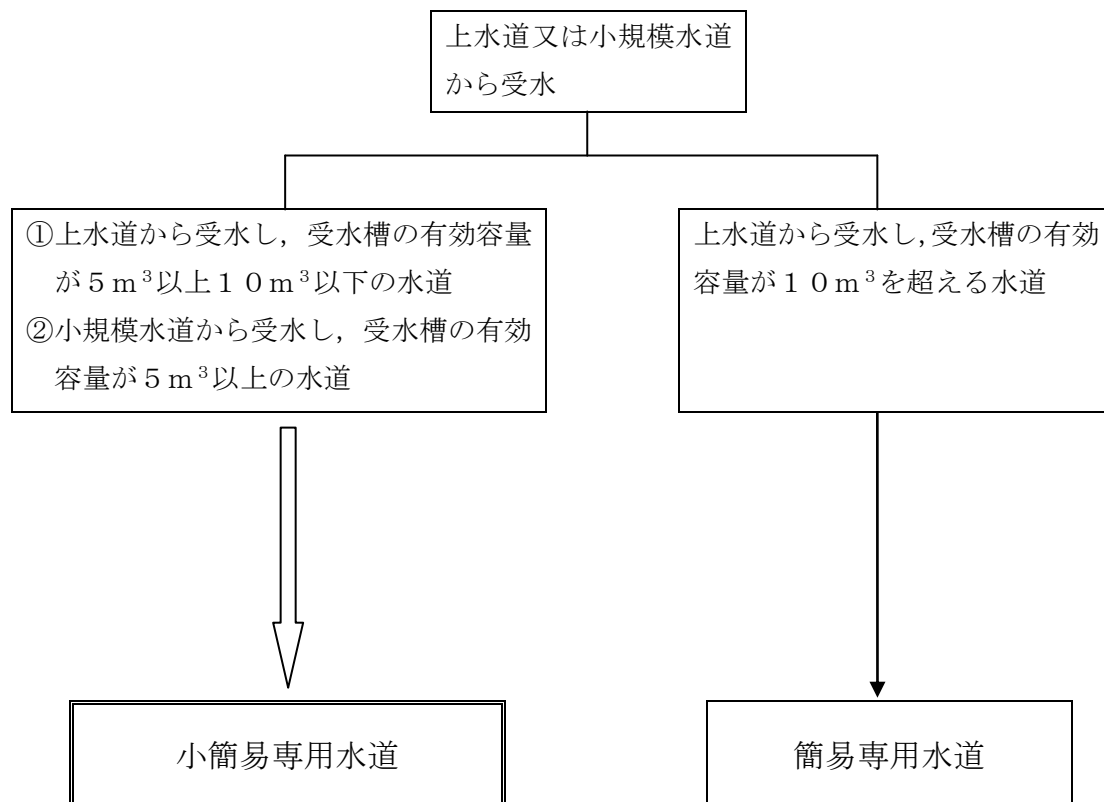 上水道又は小規模水道
から受水
①上水道から受水し，受水槽の有効容量
が５ｍ³以上１０ｍ³以下の水道
②小規模水道から受水し，受水槽の有効
容量が５ｍ³以上の水道
上水道から受水し，受水槽の有効
容量が１０ｍ³を超える水道
小簡易専用水道
簡易専用水道